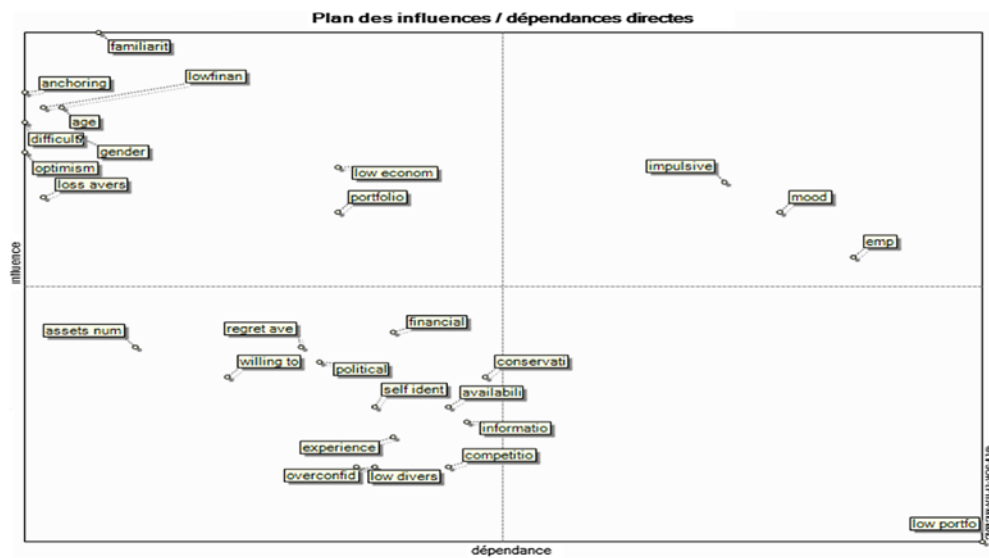 Plan des influences / dépendances directes
familiarit
lowfinan
anchoring
age
difficult
gender
optimism
low econom
impulsive
loss avers
portfolio
mood
emp
influence
financial
assets num
regret ave
willing to
political
conservati
self ident
availabili
informatio
experience
competitio
overconfid
low divers
low portfo
dépendance